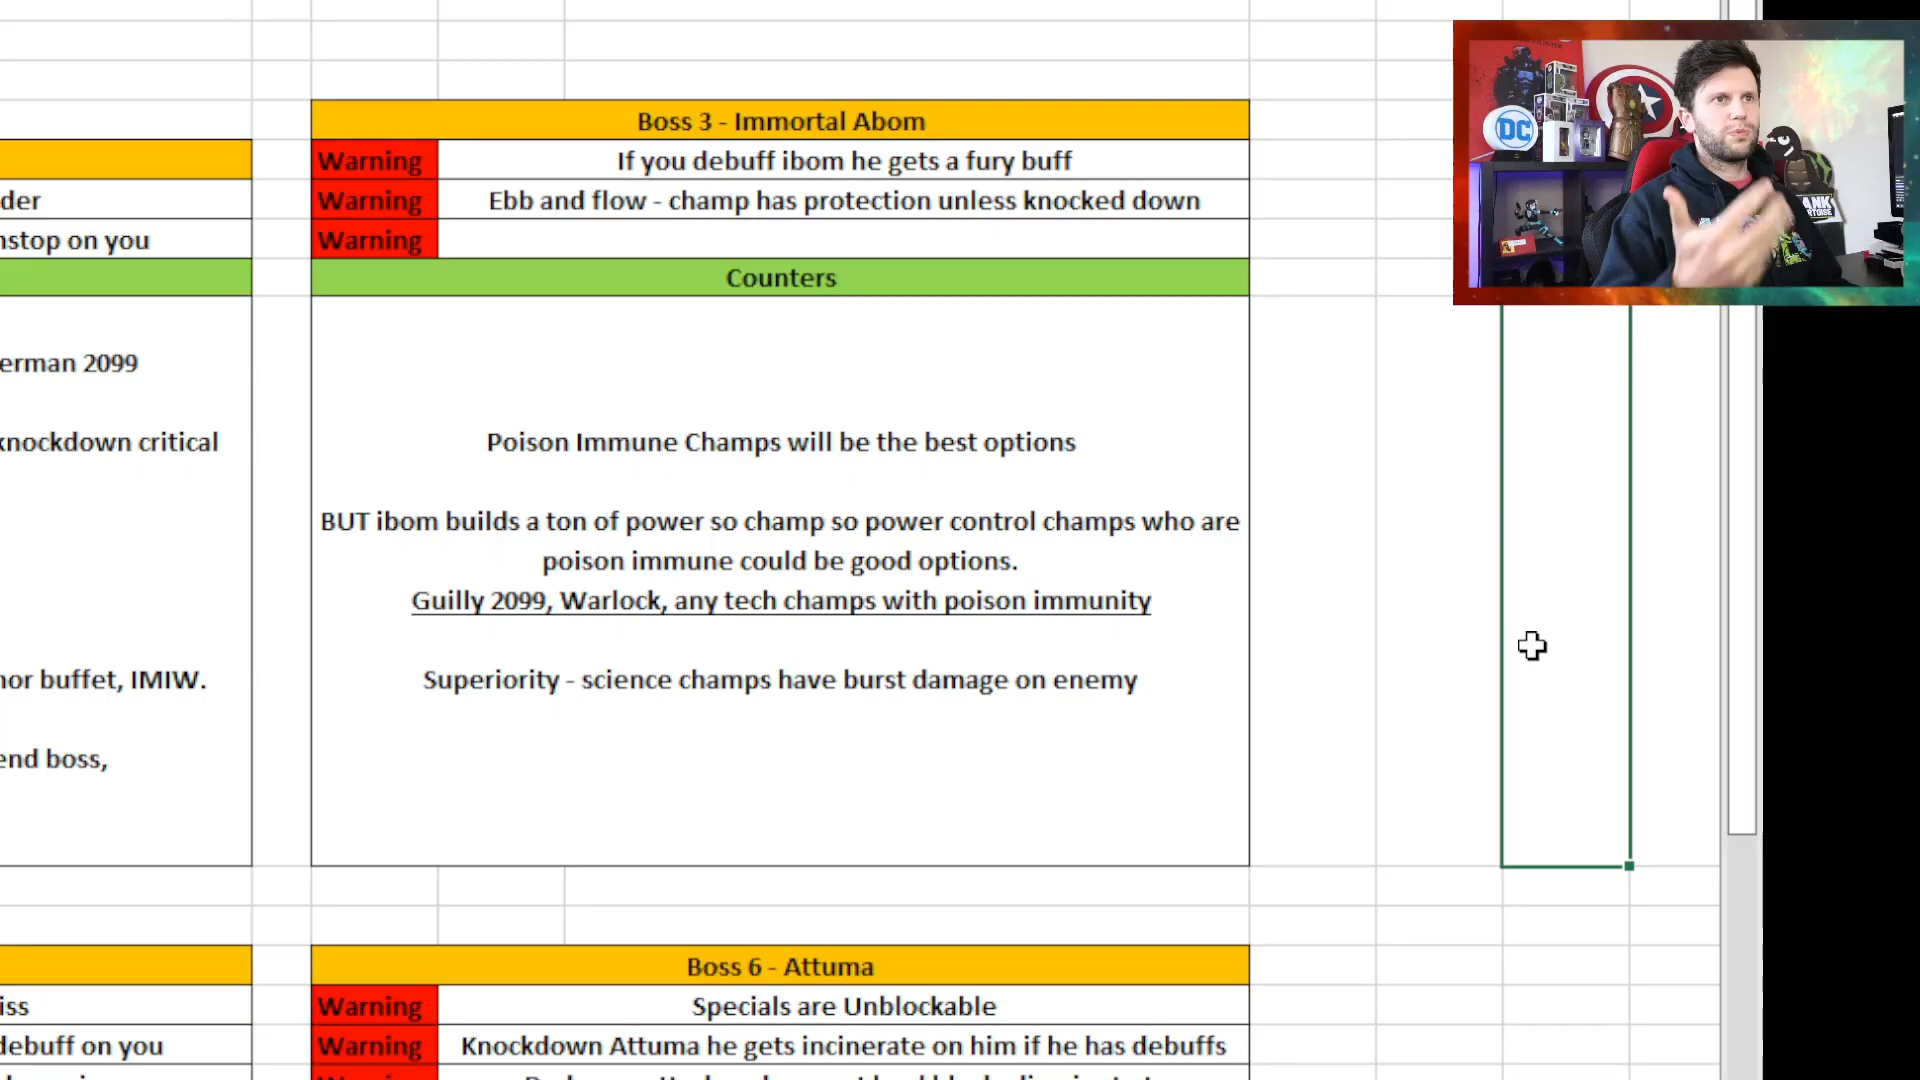 Boss 3 - Immortal Abom
Warning If you debuff ibom he gets a fury buff
der Warning Ebb and flow - champ has protection unless knocked down
nstop on you Warning
Counters
erman 2099
knockdown critical
Poison Immune Champs will be the best options
BUT ibom builds a ton of power so champ so power control champs who are
poison immune could be good options.
Guilly 2099, Warlock, any tech champs with poison immunity
nor buffet, IMIW.
Superiority - science champs have burst damage on enemy
end boss,
Boss 6 - Attuma
iss Warning Specials are Unblockable
debuff on you Warning Knockdown Attuma he gets incinerate on him if he has debuffs
DC
TORTOISE